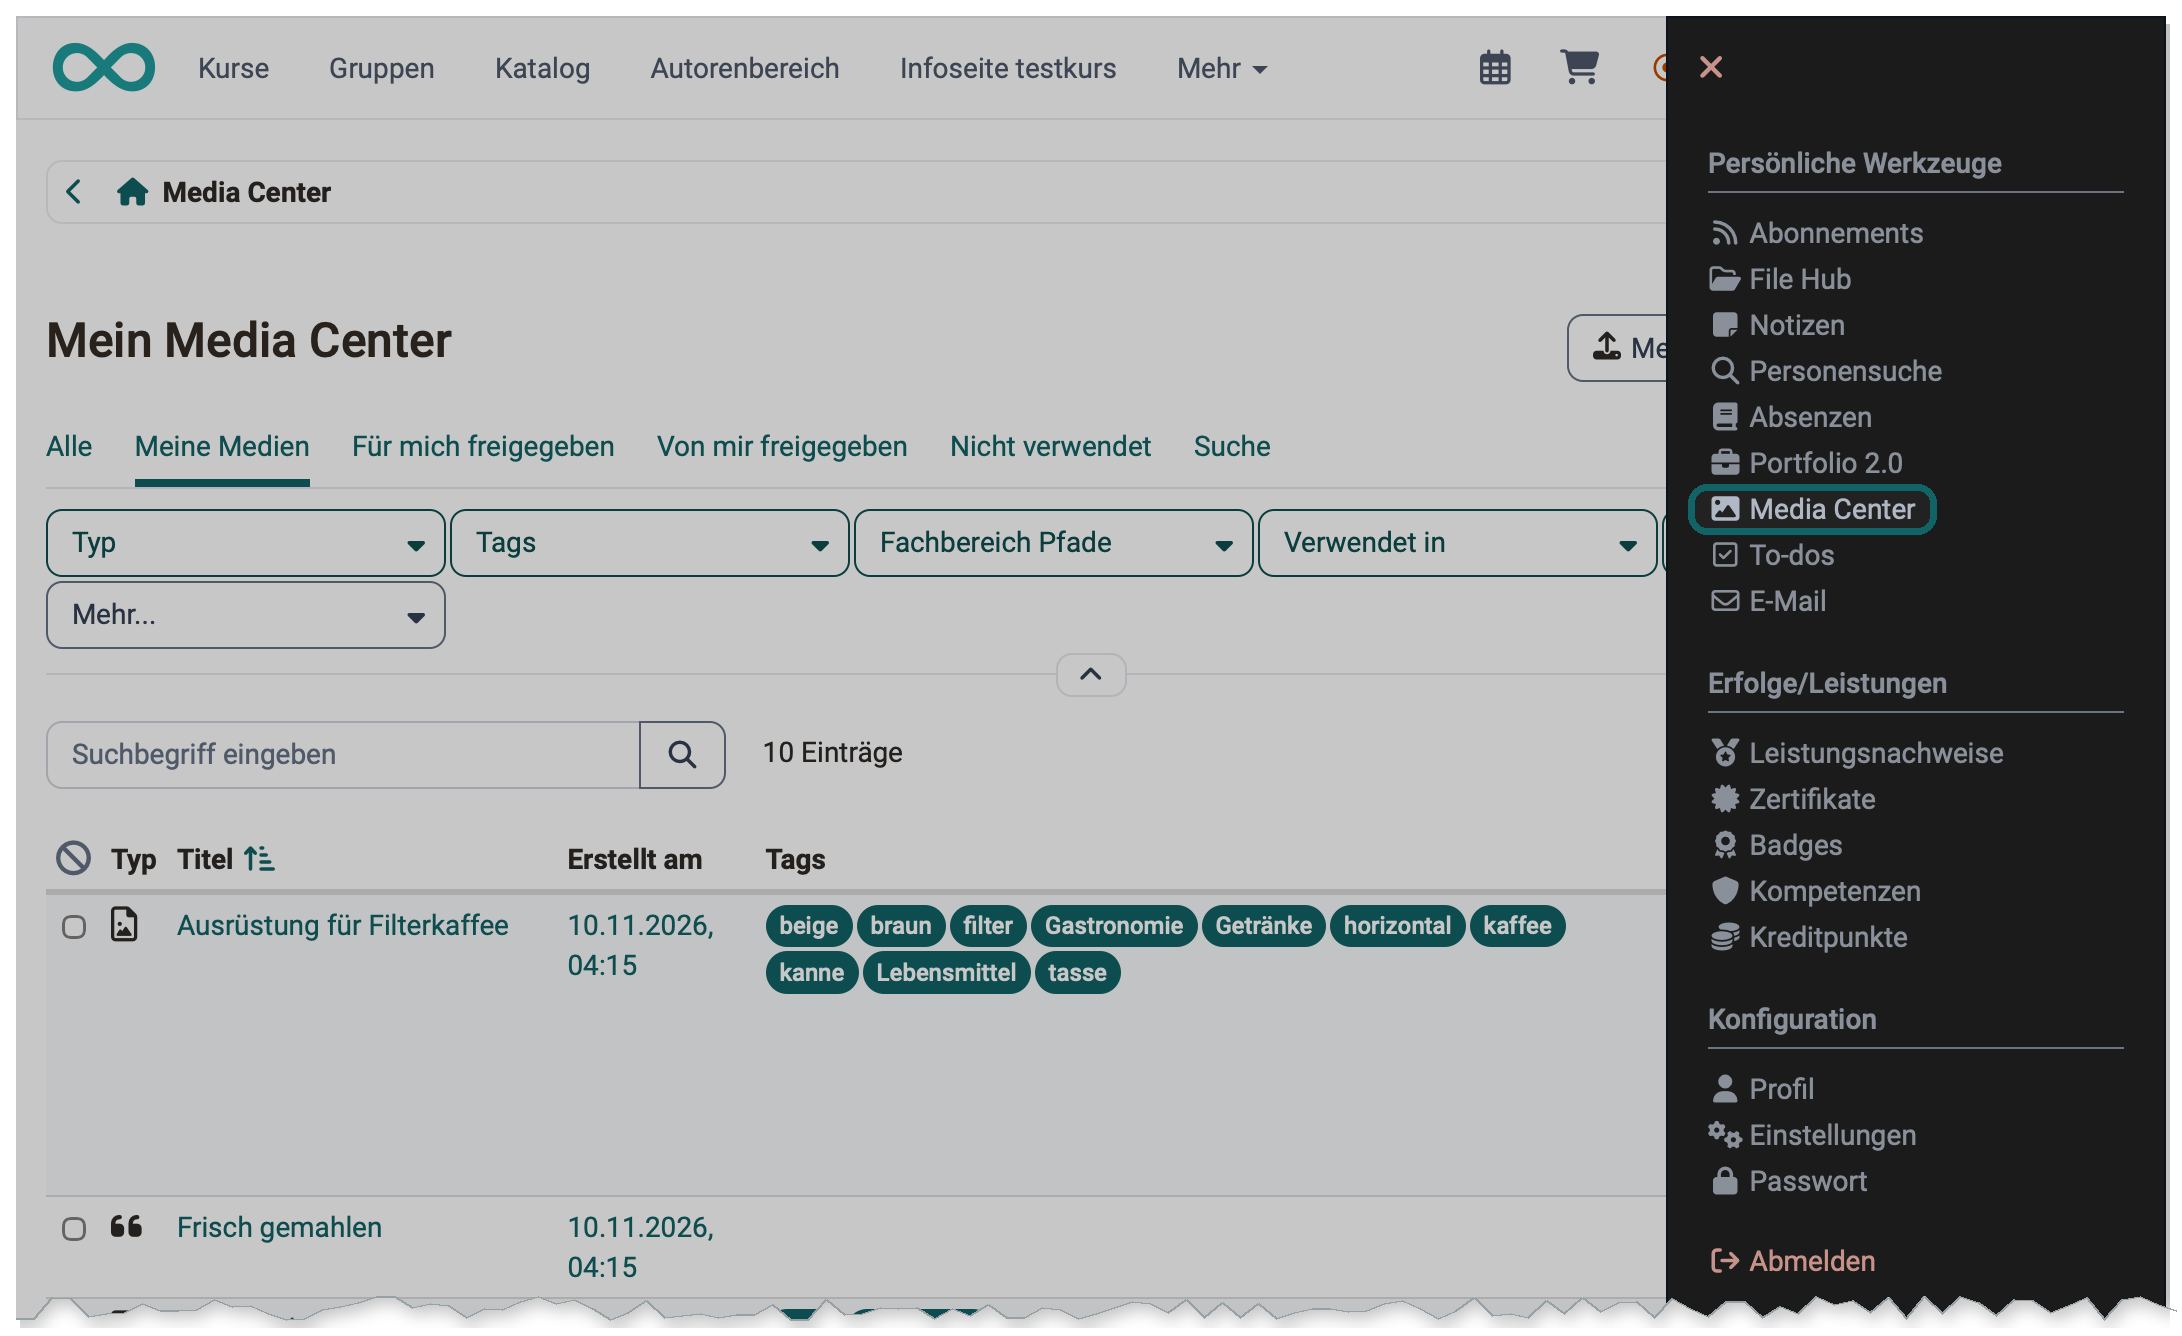 Kurse Gruppen Katalog Autorenbereich Infoseite testkurs Mehr
Media Center
Mein Media Center
Alle Meine Medien Für mich freigegeben Von mir freigegeben Nicht verwendet Suche
Typ Tags Fachbereich Pfade Verwendet in
Mehr...
Suchbegriff eingeben 10 Einträge
Typ Titel Erstellt am Tags
Ausrüstung für Filterkaffee 10.11.2026, beige braun filter Gastronomie Getränke horizontal kaffee
04:15 kanne Lebensmittel tasse
Frisch gemahlen 10.11.2026,
04:15
Persönliche Werkzeuge
Abonnements
File Hub
Notizen
Personensuche
Absenzen
Portfolio 2.0
Media Center
To-dos
E-Mail
Erfolge/Leistungen
Leistungsnachweise
Zertifikate
Badges
Kompetenzen
Kreditpunkte
Konfiguration
Profil
Einstellungen
Passwort
Abmelden